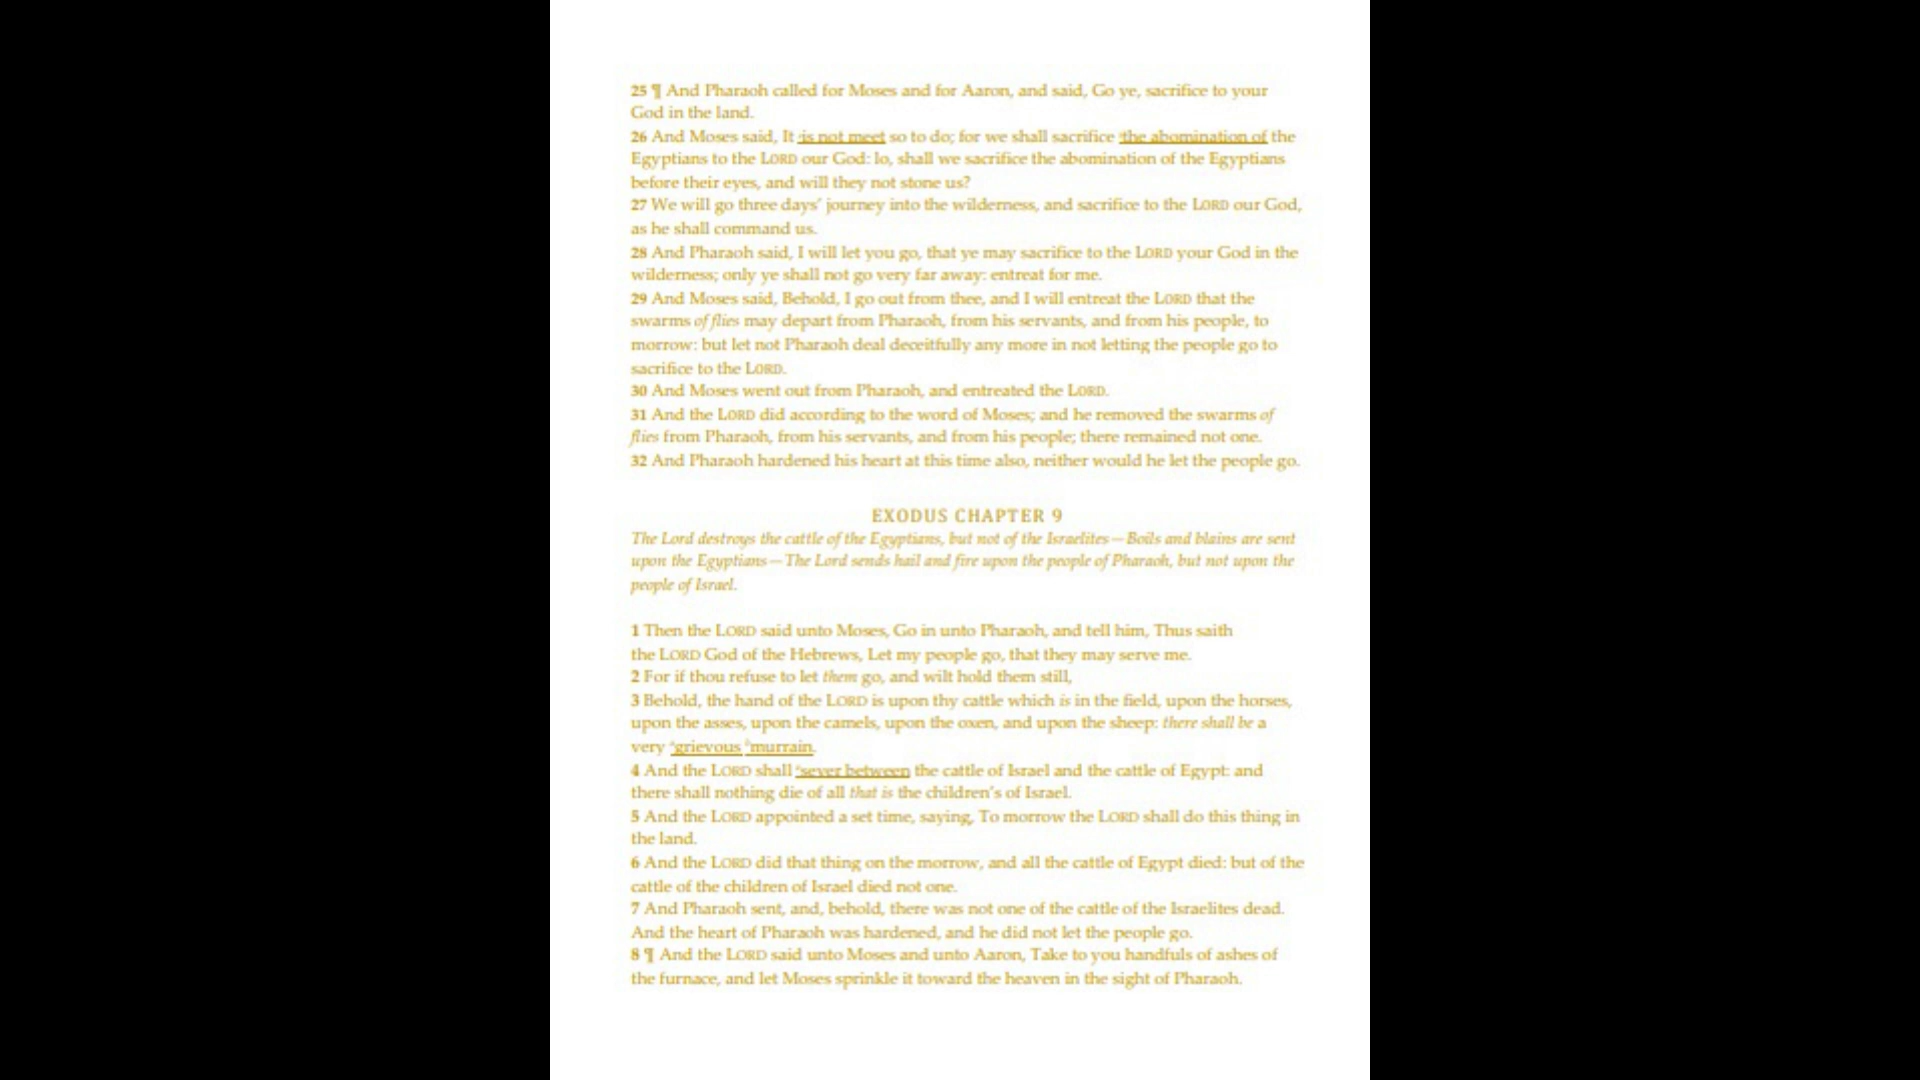 25 ¶ And Pharaoh called for Moses and for Aaron, and said, Go ye, sacrifice to your
God in the land.
26 And Moses said, It is not meet so to do; for we shall sacrifice the abomination of the
Egyptians to the LORD our God: lo, shall we sacrifice the abomination of the Egyptians
before their eyes, and will they not stone us?
27 We will go three days' journey into the wilderness, and sacrifice to the LORD our God,
as he shall command us.
28 And Pharaoh said, I will let you go, that ye may sacrifice to the LORD your God in the
wilderness; only ye shall not go very far away: entreat for me.
29 And Moses said, Behold, I go out from thee, and I will entreat the LORD that the
swarms of flies may depart from Pharaoh, from his servants, and from his people, to
morrow: but let not Pharaoh deal deceitfully any more in not letting the people go to
sacrifice to the LORD.
30 And Moses went out from Pharaoh, and entreated the LORD.
31 And the LORD did according to the word of Moses; and he removed the swarms of
flies from Pharaoh, from his servants, and from his people; there remained not one.
32 And Pharaoh hardened his heart at this time also, neither would he let the people go.
EXODUS CHAPTER 9
The Lord destroys the cattle of the Egyptians, but not of the Israelites—Boils and blains are sent
upon the Egyptians—The Lord sends hail and fire upon the people of Pharaoh, but not upon the
people of Israel.
1 Then the LORD said unto Moses, Go in unto Pharaoh, and tell him, Thus saith
the LORD God of the Hebrews, Let my people go, that they may serve me.
2 For if thou refuse to let them go, and wilt hold them still,
3 Behold, the hand of the LORD is upon thy cattle which is in the field, upon the horses,
upon the asses, upon the camels, upon the oxen, and upon the sheep: there shall be a
very grievous murrain.
4 And the LORD shall sever between the cattle of Israel and the cattle of Egypt: and
there shall nothing die of all that is the children's of Israel.
5 And the LORD appointed a set time, saying, To morrow the LORD shall do this thing in
the land.
6 And the LORD did that thing on the morrow, and all the cattle of Egypt died: but of the
cattle of the children of Israel died not one.
7 And Pharaoh sent, and, behold, there was not one of the cattle of the Israelites dead.
And the heart of Pharaoh was hardened, and he did not let the people go.
8 ¶ And the LORD said unto Moses and unto Aaron, Take to you handfuls of ashes of
the furnace, and let Moses sprinkle it toward the heaven in the sight of Pharaoh.